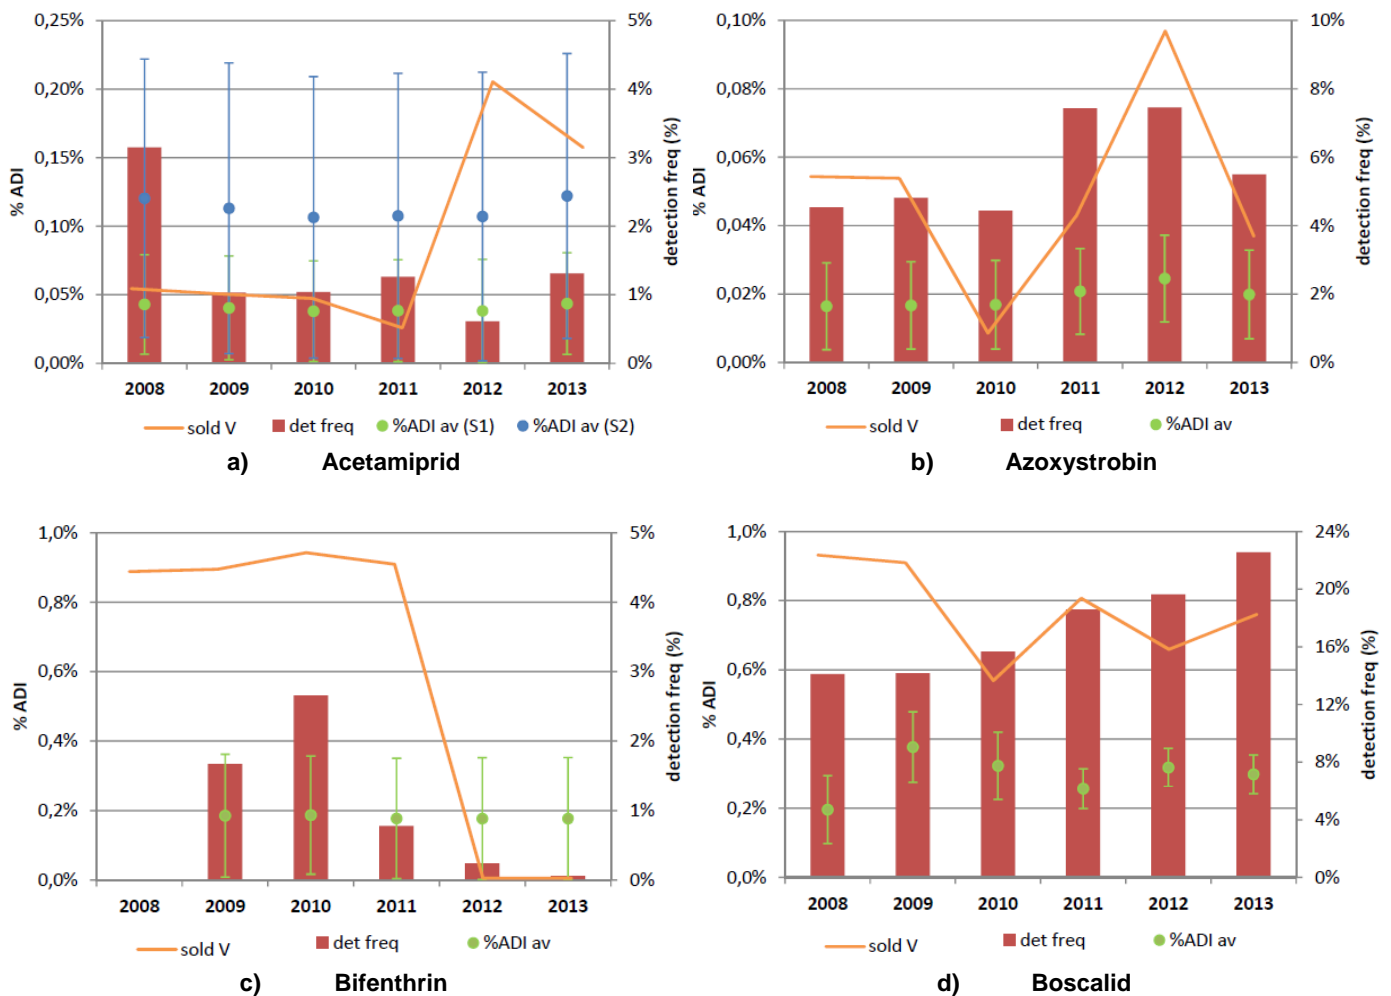 0,25%
0,20%
0,15%
0,10%
0,05%
0,00%
% ADI
5%
4%
3%
2%
1%
0%
detection freq (%)
2008 2009 2010 2011 2012 2013
sold V det freq %ADI av (S1) %ADI av (S2)
a) Acetamiprid
0,10%
0,08%
0,06%
0,04%
0,02%
0,00%
% ADI
10%
8%
6%
4%
2%
0%
detection freq (%)
2008 2009 2010 2011 2012 2013
sold V det freq %ADI av
b) Azoxystrobin
1,0%
0,8%
0,6%
0,4%
0,2%
0,0%
% ADI
5%
4%
3%
2%
1%
0%
detection freq (%)
2008 2009 2010 2011 2012 2013
sold V det freq %ADI av
c) Bifenthrin
1,0%
0,8%
0,6%
0,4%
0,2%
0,0%
% ADI
24%
20%
16%
12%
8%
4%
0%
detection freq (%)
2008 2009 2010 2011 2012 2013
sold V det freq %ADI av
d) Boscalid